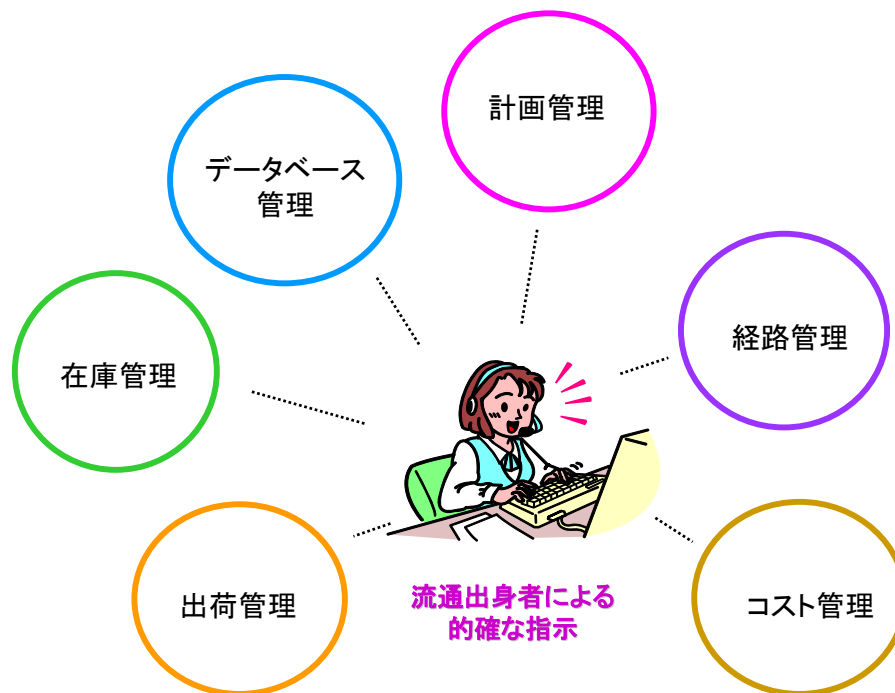 計画管理
データベース
管理
経路管理
在庫管理
出荷管理
コスト管理
流通出身者による
的確な指示